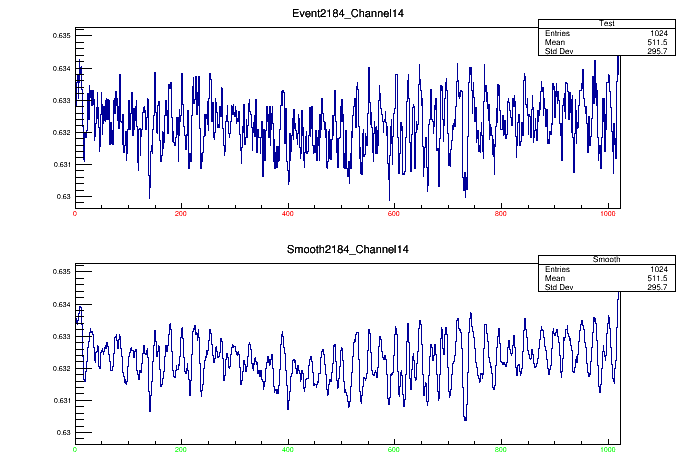 Event2184_Channel14
Test
Entries 1024
Mean 511.5
Std Dev 295.7
0.635
0.634
0.633
0.632
0.631
0.63
0 200 400 600 800 1000
Smooth2184_Channel14
Smooth
Entries 1024
Mean 511.5
Std Dev 295.7
0.635
0.634
0.633
0.632
0.631
0.63
0 200 400 600 800 1000